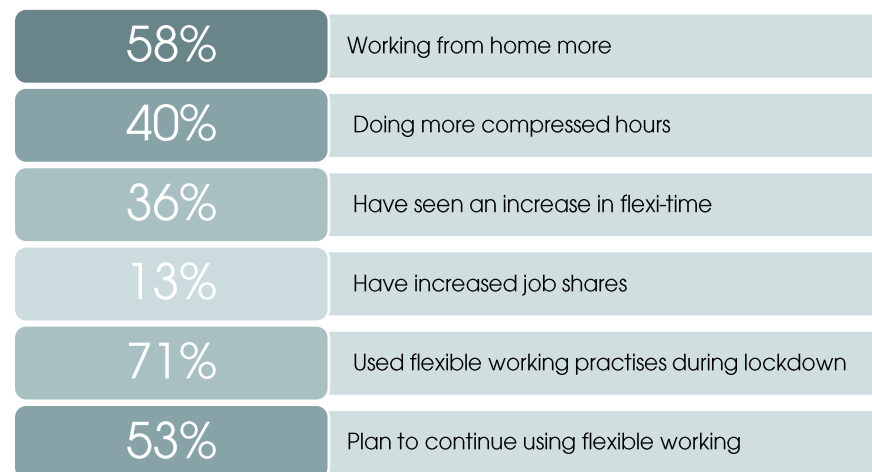 58% Working from home more
40% Doing more compressed hours
36% Have seen an increase in flexi-time
13% Have increased job shares
71% Used flexible working practises during lockdown
53% Plan to continue using flexible working